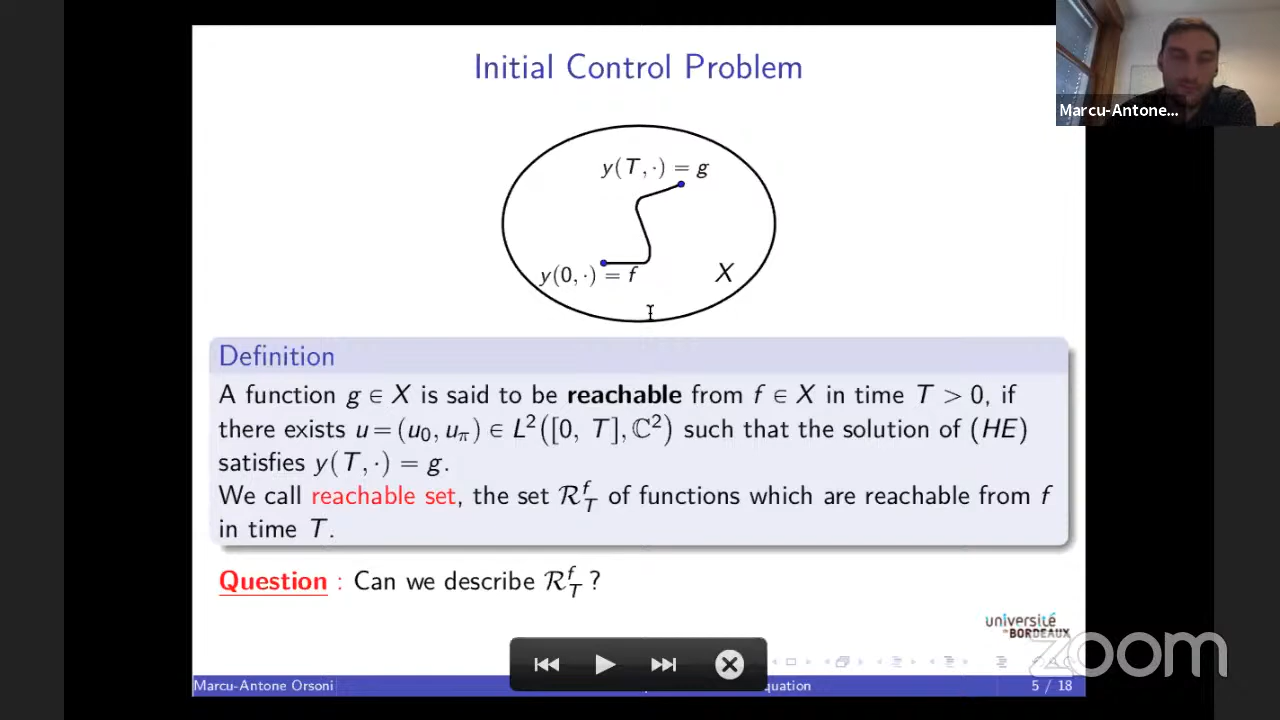 Initial Control Problem
Marcu-Antone...
y(T, ·) = g
y(0, ·) = f
X
Definition
A function g ∈ X is said to be reachable from f ∈ X in time T > 0, if
there exists u = (u₀, uπ) ∈ L²([0, T], ℂ²) such that the solution of (HE)
satisfies y(T, ·) = g.
We call reachable set, the set 𝓡_T^f of functions which are reachable from f
in time T.
Question : Can we describe 𝓡_T^f ?
université
de BORDEAUX
zoom
Marcu-Antone Orsoni
quation
5 / 18